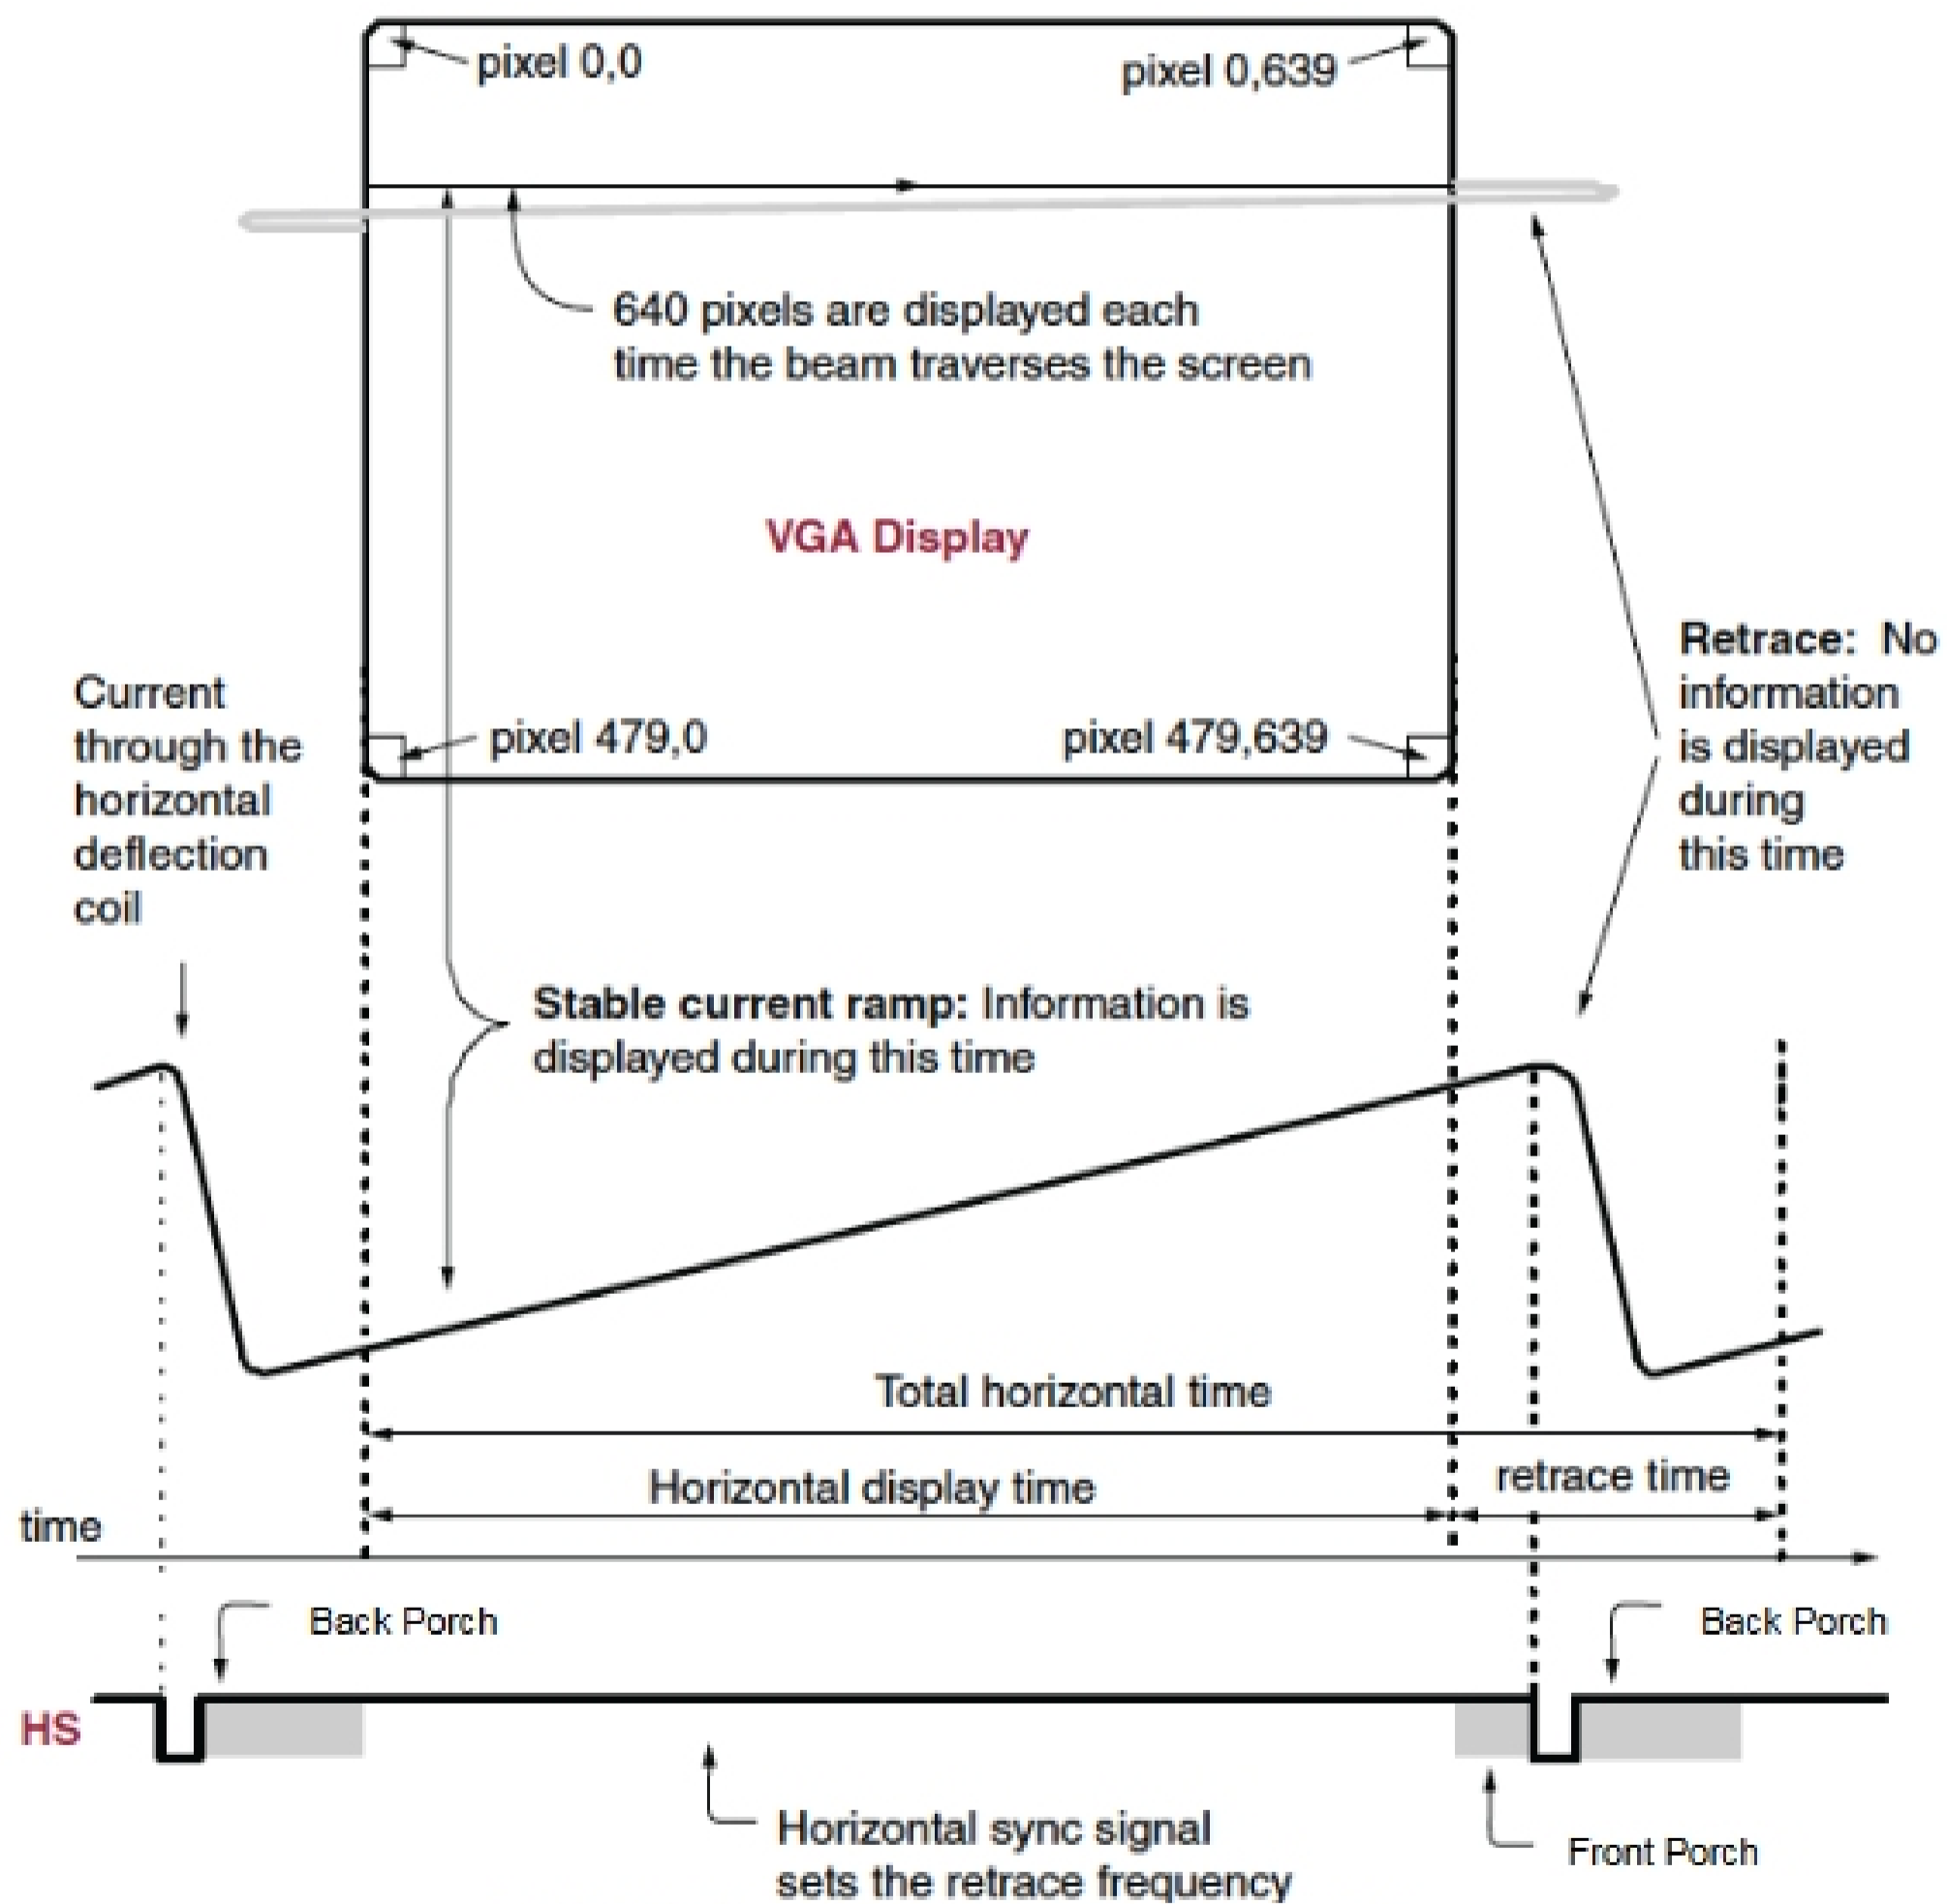 pixel 0,0
pixel 0,639
640 pixels are displayed each
time the beam traverses the screen
VGA Display
Current
through the
horizontal
deflection
coil
pixel 479,0
pixel 479,639
Retrace: No
information
is displayed
during
this time
Stable current ramp: Information is
displayed during this time
Total horizontal time
Horizontal display time
retrace time
time
Back Porch
Back Porch
HS
Horizontal sync signal
sets the retrace frequency
Front Porch